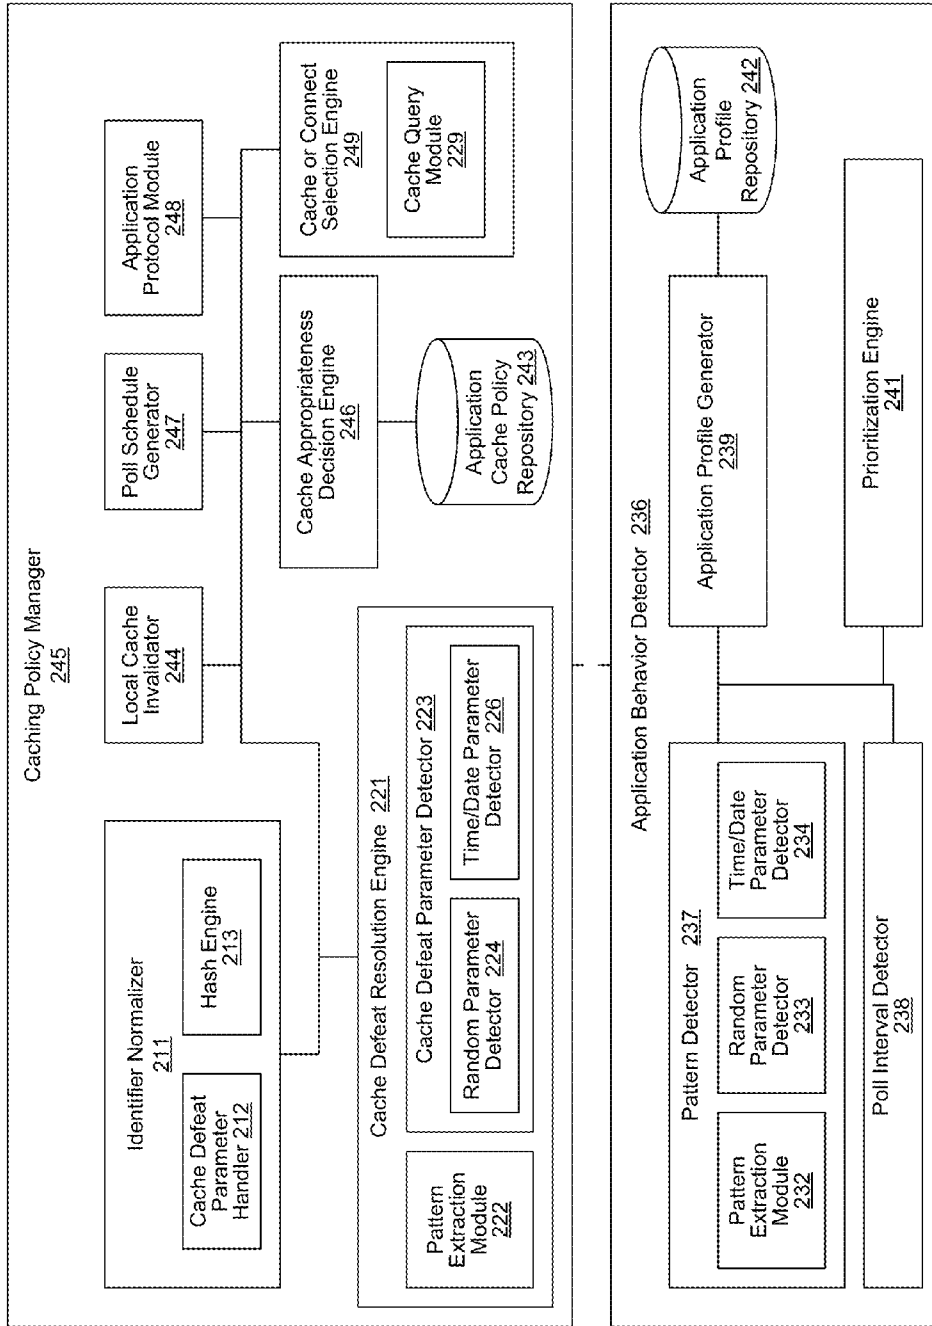 Caching Policy Manager
245
Identifier Normalizer
211
Cache Defeat
Parameter
Handler 212
Hash Engine
213
Local Cache
Invalidator
244
Poll Schedule
Generator
247
Application
Protocol Module
248
Cache Defeat Resolution Engine 221
Pattern
Extraction
Module
222
Cache Defeat Parameter Detector 223
Random Parameter
Detector 224
Time/Date Parameter
Detector 226
Cache Appropriateness
Decision Engine
246
Application
Cache Policy
Repository 243
Cache or Connect
Selection Engine
249
Cache Query
Module
229
Application Behavior Detector 236
Pattern Detector 237
Pattern
Extraction
Module
232
Random
Parameter
Detector
233
Time/Date
Parameter
Detector
234
Poll Interval Detector
238
Application Profile Generator
239
Application
Profile
Repository 242
Prioritization Engine
241